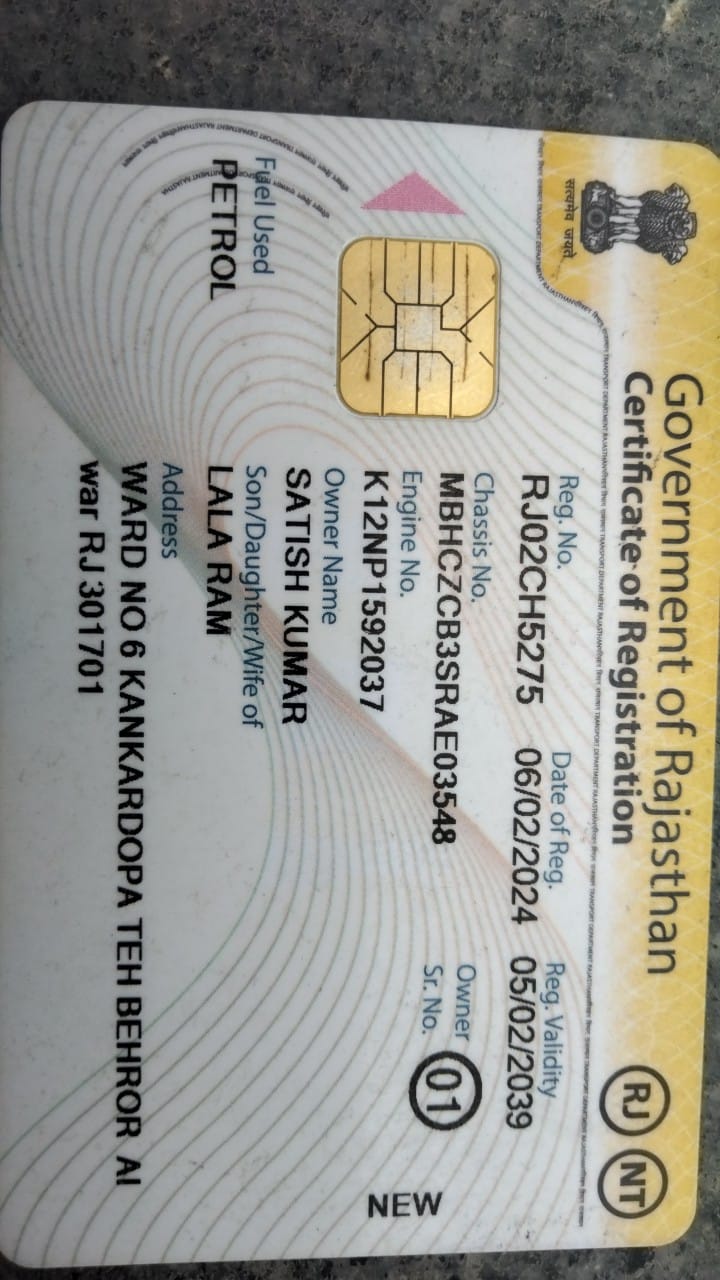 Government of Rajasthan
Certificate of Registration
RJ NT
सत्यमेव जयते
Reg. No. Date of Reg. Reg. Validity
RJ02CH5275 06/02/2024 05/02/2039
Chassis No. Owner
MBHCZCB3SRAE03548 Sr. No. 01
Engine No.
K12NP1592037
NEW
Owner Name
SATISH KUMAR
Fuel Used
PETROL
Son/Daughter/Wife of
LALA RAM
Address
WARD NO 6 KANKARDOPA TEH BEHROR Al
war RJ 301701